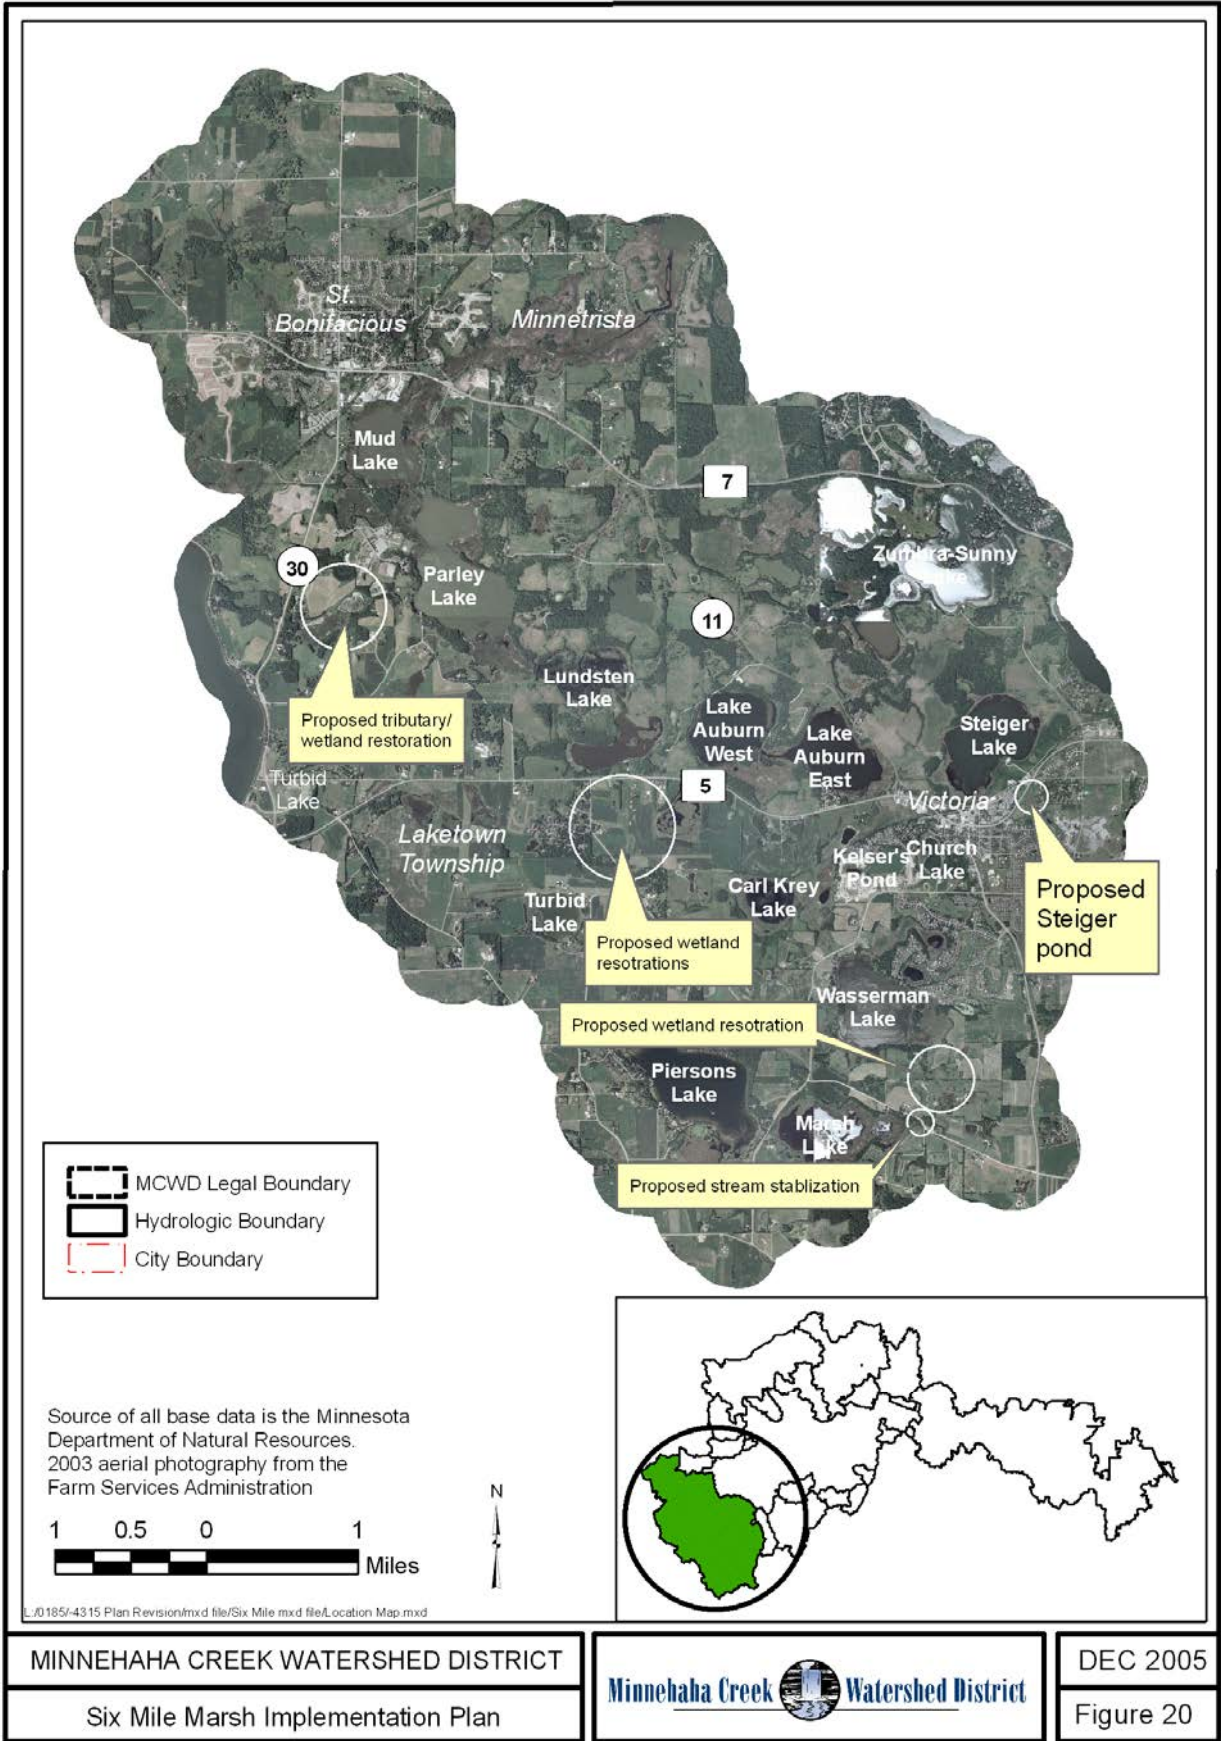 St.
Bonifacious
Minnetrista
Mud
Lake
7
Zumbra-Sunny
Lake
30
Parley
Lake
11
Lundsten
Lake
Proposed tributary/
wetland restoration
Lake
Auburn
West
Lake
Auburn
East
Steiger
Lake
Turbid
Lake
5
Victoria
Laketown
Township
Kelser's
Pond
Church
Lake
Carl Krey
Lake
Turbid
Lake
Proposed
Steiger
pond
Proposed wetland
resotrations
Wasserman
Lake
Proposed wetland resotration
Piersons
Lake
Marsh
Lake
Proposed stream stablization
MCWD Legal Boundary
Hydrologic Boundary
City Boundary
Source of all base data is the Minnesota
Department of Natural Resources.
2003 aerial photography from the
Farm Services Administration
N
1 0.5 0 1
Miles
L:/0185/-4315 Plan Revision/mxd file/Six Mile mxd file/Location Map.mxd
MINNEHAHA CREEK WATERSHED DISTRICT
Six Mile Marsh Implementation Plan
Minnehaha Creek Watershed District
DEC 2005
Figure 20